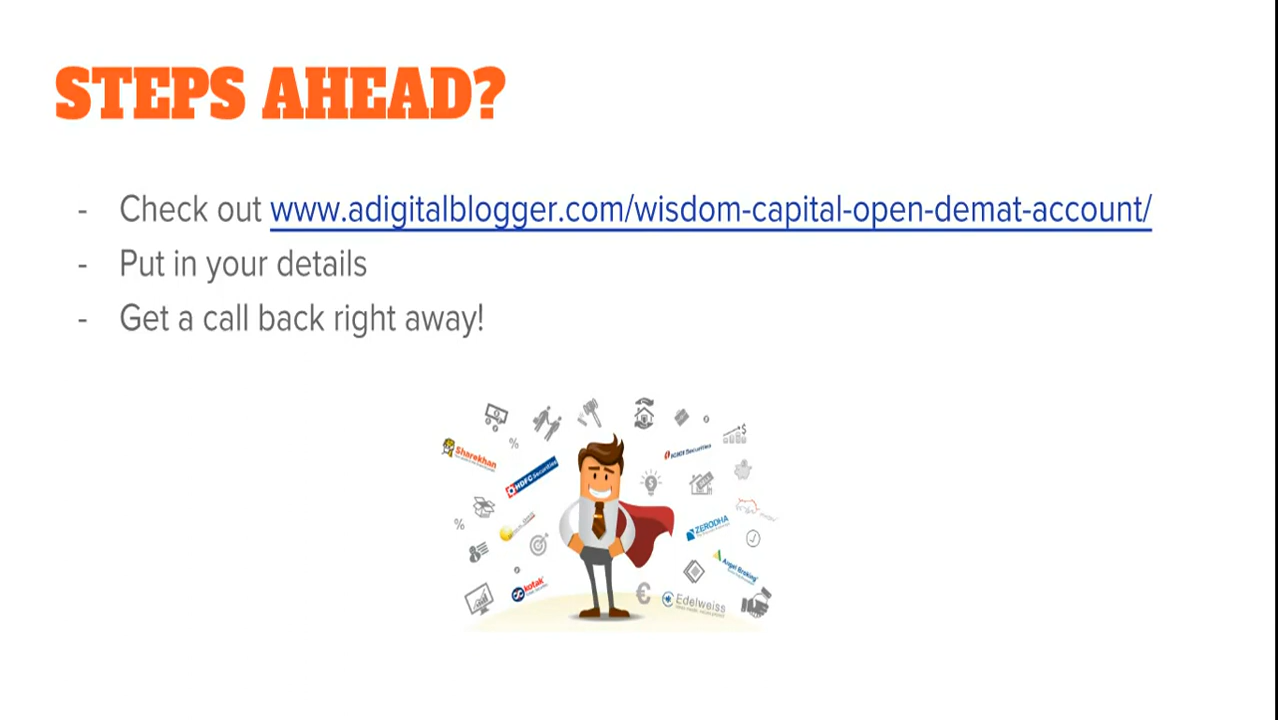 STEPS AHEAD?
- Check out www.adigitalblogger.com/wisdom-capital-open-demat-account/
- Put in your details
- Get a call back right away!
Sharekhan
HDFC Securities
ICICI Securities
ZERODHA
Angel Broking
kotak
Edelweiss